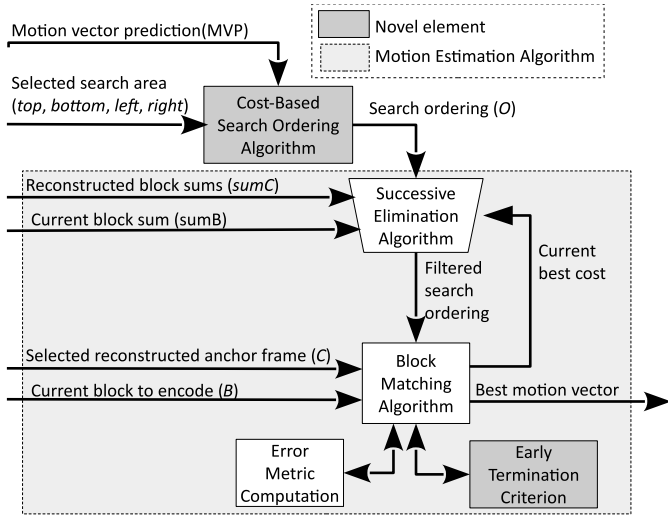 Motion vector prediction(MVP)
Novel element
Motion Estimation Algorithm
Selected search area
(top, bottom, left, right)
Cost-Based
Search Ordering
Algorithm
Search ordering (O)
Reconstructed block sums (sumC)
Current block sum (sumB)
Successive
Elimination
Algorithm
Current
best cost
Filtered
search
ordering
Selected reconstructed anchor frame (C)
Current block to encode (B)
Block
Matching
Algorithm
Best motion vector
Error
Metric
Computation
Early
Termination
Criterion